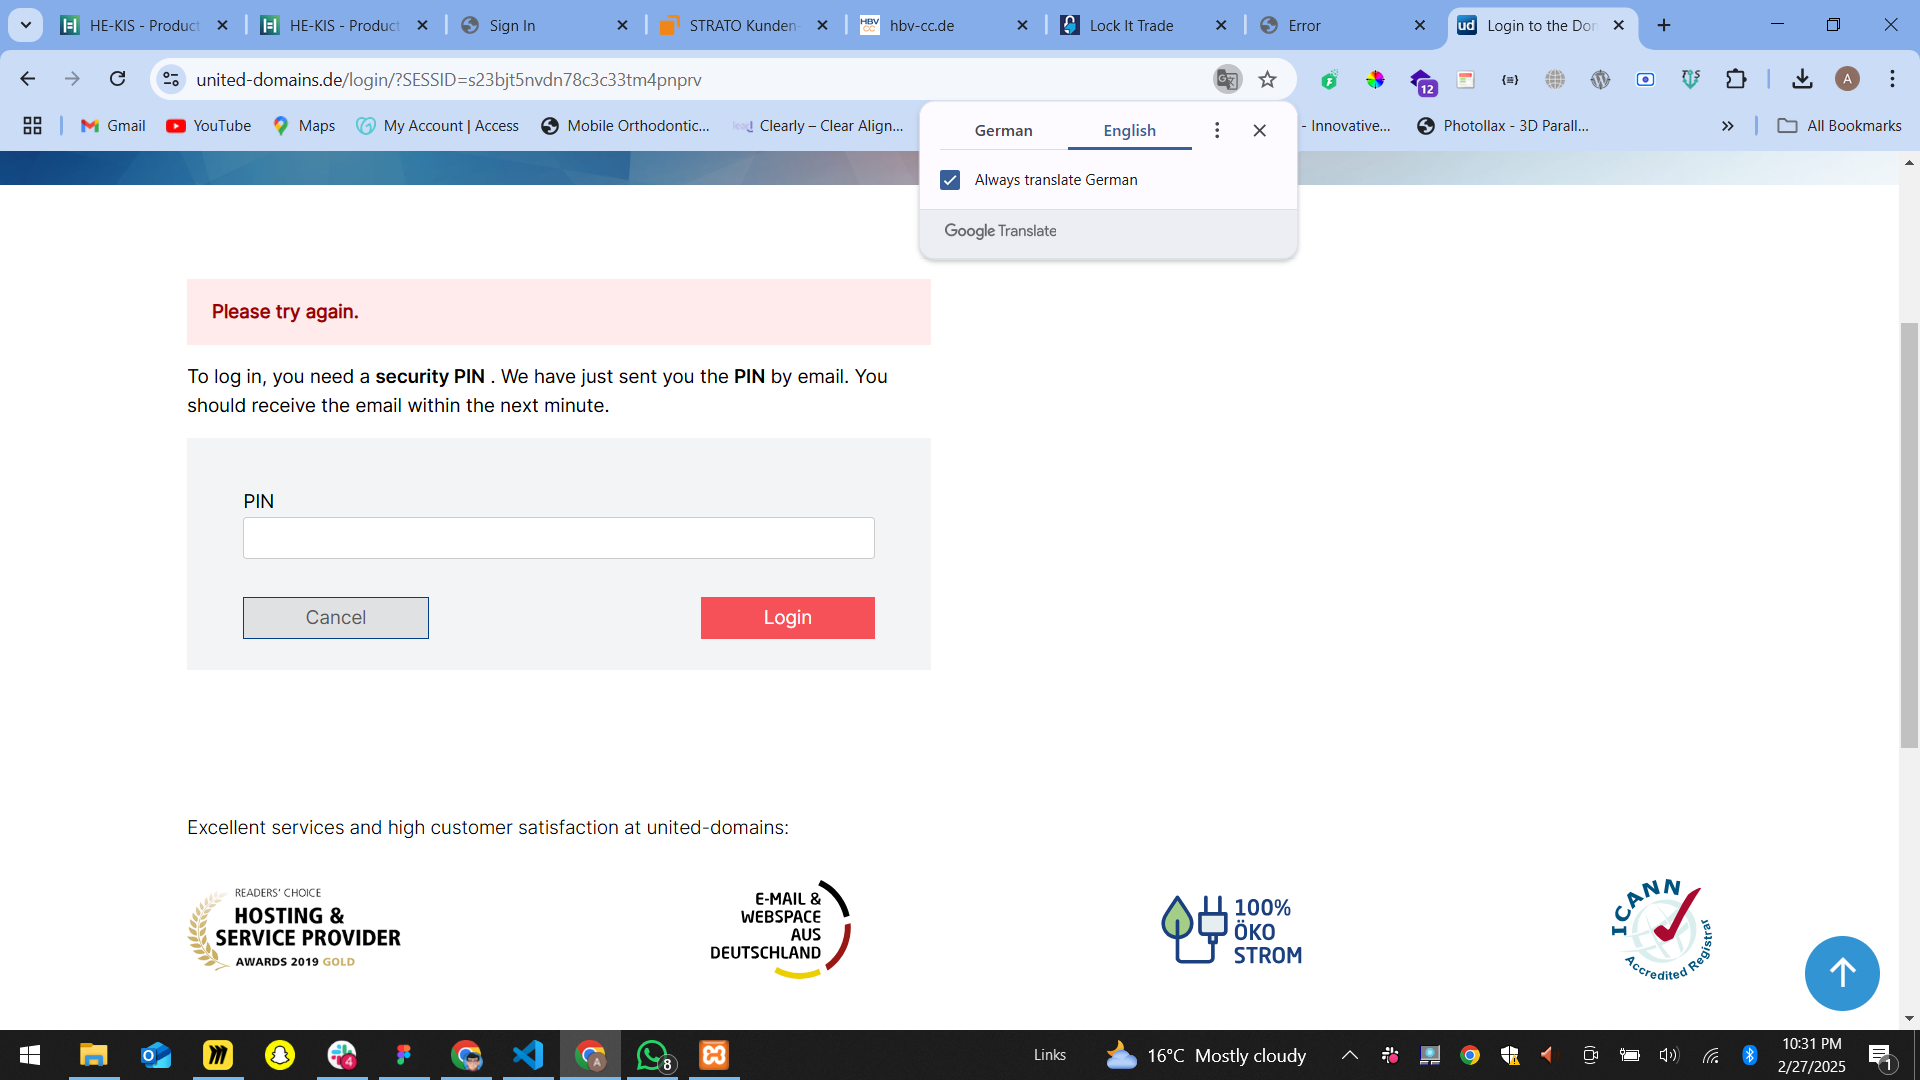 HE-KIS - Product
HE-KIS - Product
Sign In
STRATO Kunden-
hbv-cc.de
Lock It Trade
Error
Login to the Dom
united-domains.de/login/?SESSID=s23bjt5nvdn78c3c33tm4pnprv
12
Gmail
YouTube
Maps
My Account | Access
Mobile Orthodontic...
Clearly – Clear Align...
- Innovative...
Photollax - 3D Parall...
All Bookmarks
German
English
Always translate German
Google Translate
Please try again.
To log in, you need a security PIN . We have just sent you the PIN by email. You
should receive the email within the next minute.
PIN
Cancel
Login
Excellent services and high customer satisfaction at united-domains:
READERS' CHOICE
HOSTING &
SERVICE PROVIDER
AWARDS 2019 GOLD
E-MAIL &
WEBSPACE
AUS
DEUTSCHLAND
100%
ÖKO
STROM
ICANN
Accredited Registrar
Links
16°C Mostly cloudy
10:31 PM
2/27/2025